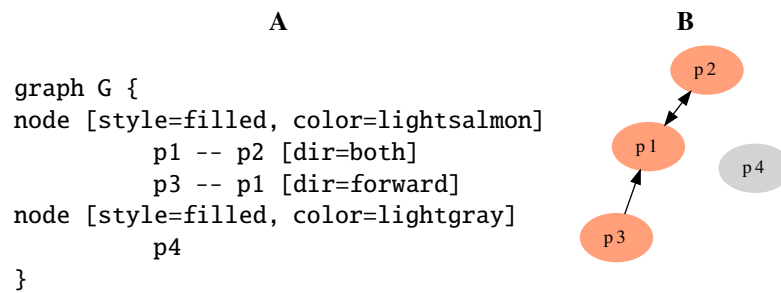 A
graph G {
node [style=filled, color=lightsalmon]
p1 -- p2 [dir=both]
p3 -- p1 [dir=forward]
node [style=filled, color=lightgray]
p4
}
B
p2
p1
p4
p3